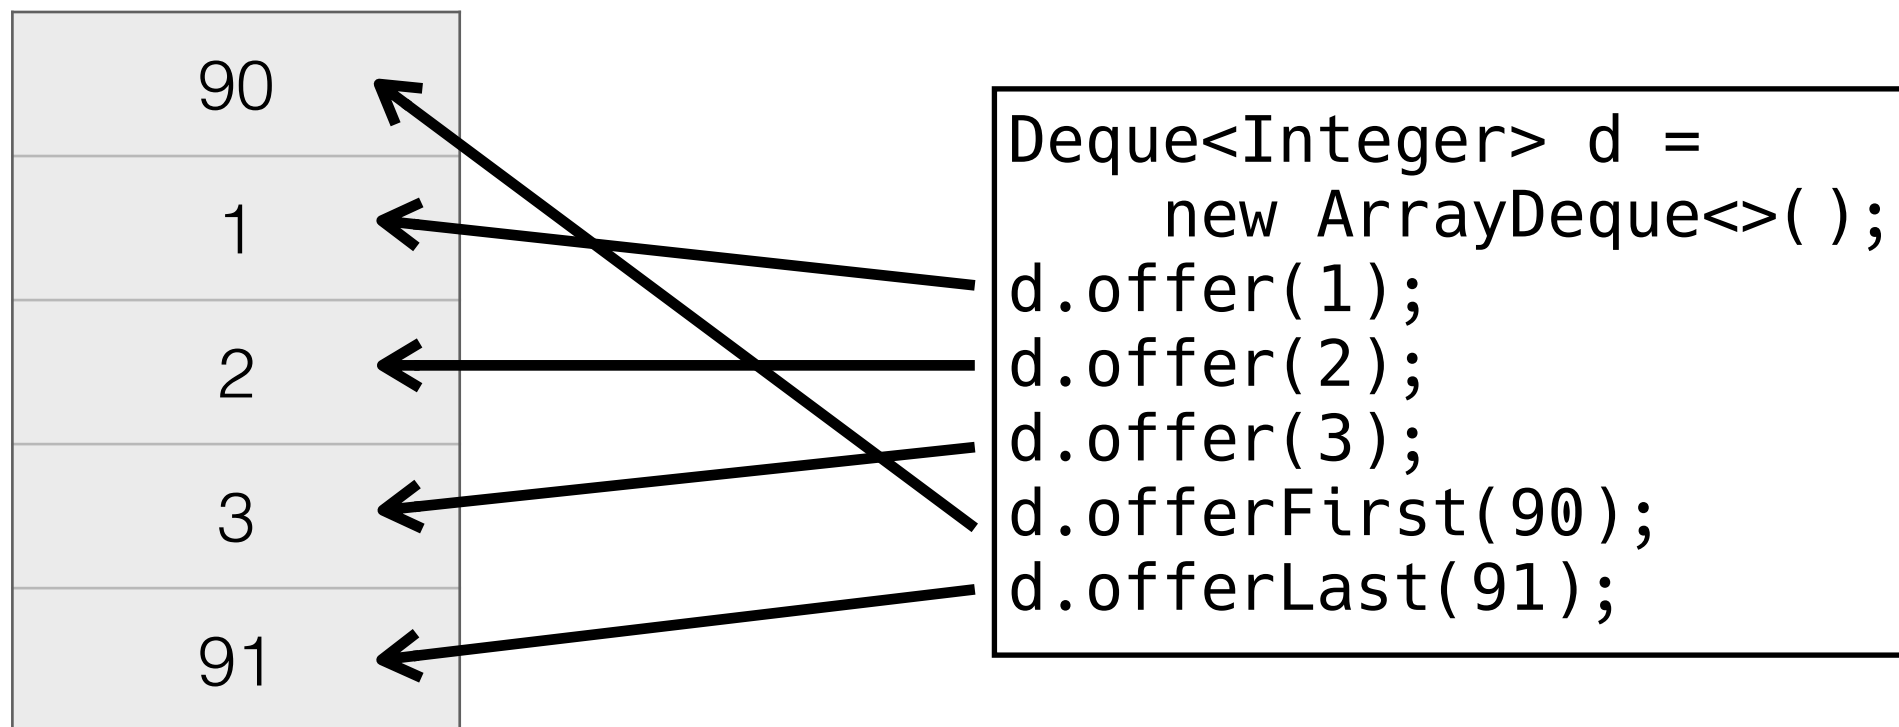 90
1
2
3
91
Deque<Integer> d =
    new ArrayDeque<>();
d.offer(1);
d.offer(2);
d.offer(3);
d.offerFirst(90);
d.offerLast(91);